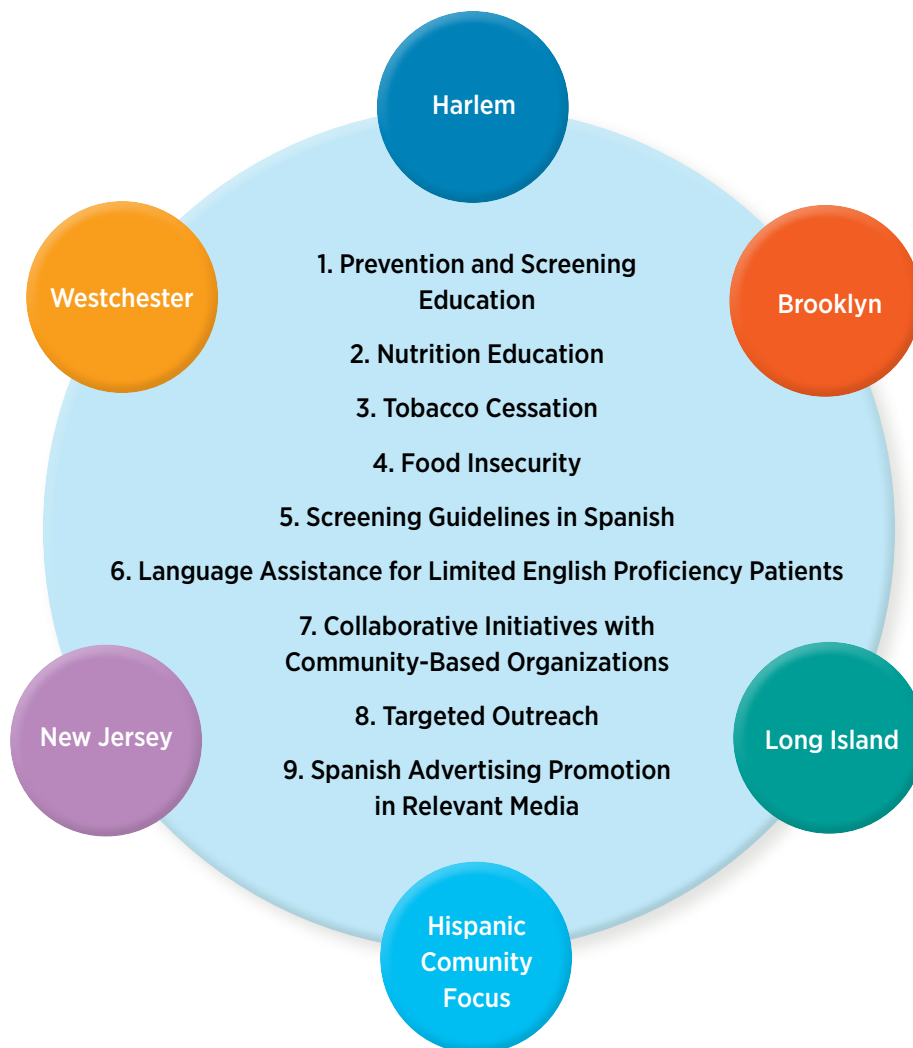 Harlem
Westchester
Brooklyn
1. Prevention and Screening
Education
2. Nutrition Education
3. Tobacco Cessation
4. Food Insecurity
5. Screening Guidelines in Spanish
6. Language Assistance for Limited English Proficiency Patients
7. Collaborative Initiatives with
Community-Based Organizations
8. Targeted Outreach
9. Spanish Advertising Promotion
in Relevant Media
New Jersey
Long Island
Hispanic
Comunity
Focus